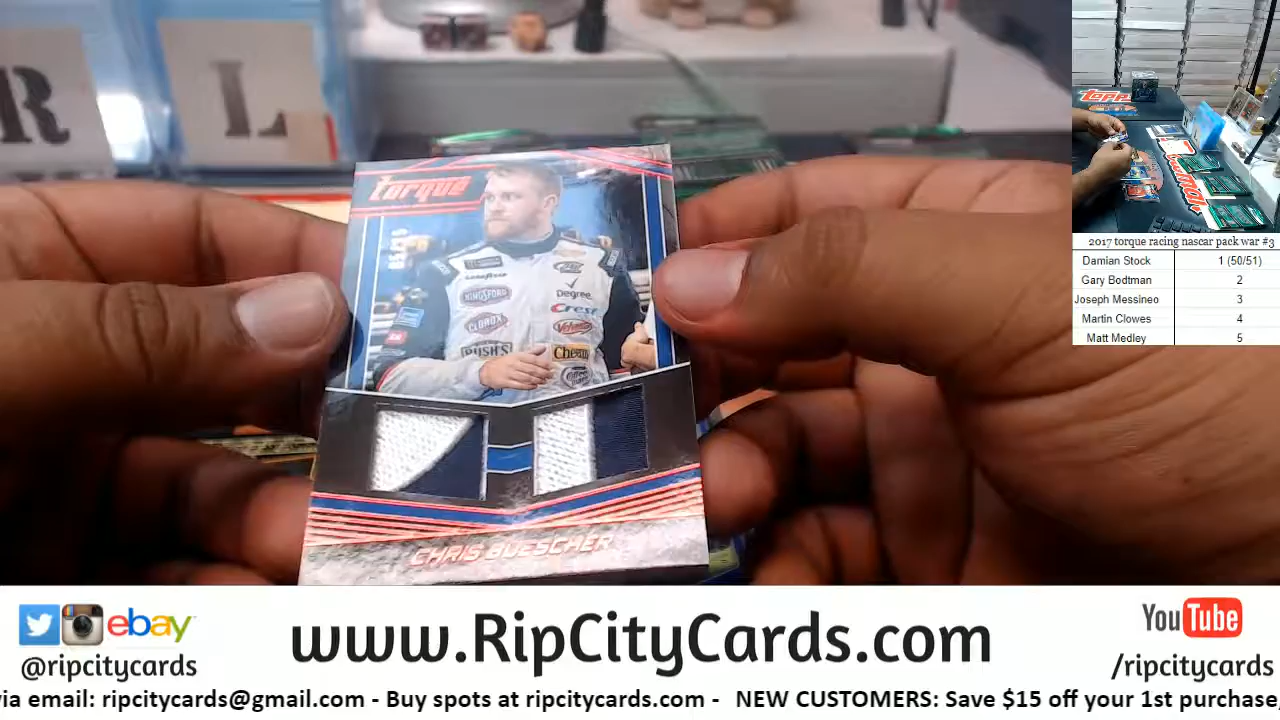 R L
torque
GOODYEAR
KINGSFORD
CLOROX
BUSH'S
Degree
Crest
Velveeta
Cheez
CHRIS BUESCHER
2017 torque racing nascar pack war #3
Damian Stock 1 (50/51)
Gary Bodtman 2
Joseph Messineo 3
Martin Clowes 4
Matt Medley 5
ebay
@ripcitycards
www.RipCityCards.com
YouTube
/ripcitycards
via email: ripcitycards@gmail.com - Buy spots at ripcitycards.com - NEW CUSTOMERS: Save $15 off your 1st purchase,